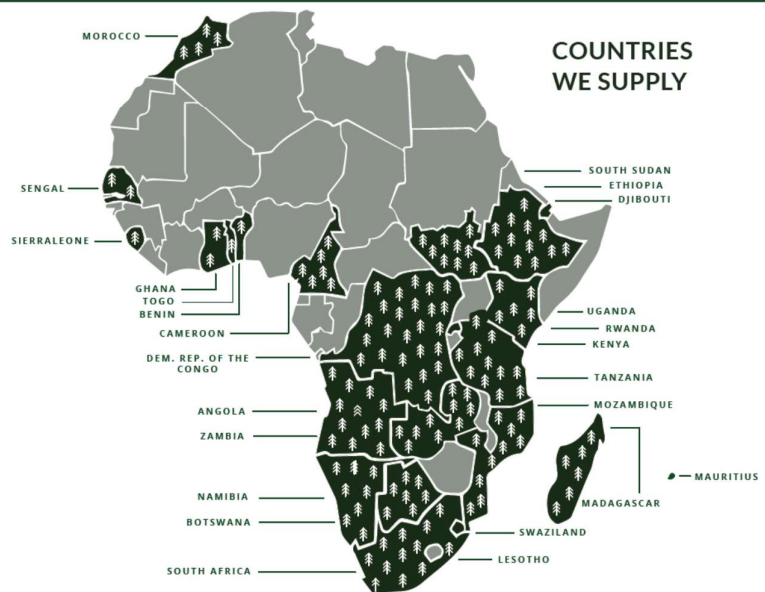 COUNTRIES
WE SUPPLY
MOROCCO
SENGAL
SIERRALEONE
GHANA
TOGO
BENIN
CAMEROON
DEM. REP. OF THE
CONGO
ANGOLA
ZAMBIA
NAMIBIA
BOTSWANA
SOUTH AFRICA
SOUTH SUDAN
ETHIOPIA
DJIBOUTI
UGANDA
RWANDA
KENYA
TANZANIA
MOZAMBIQUE
MAURITIUS
MADAGASCAR
SWAZILAND
LESOTHO